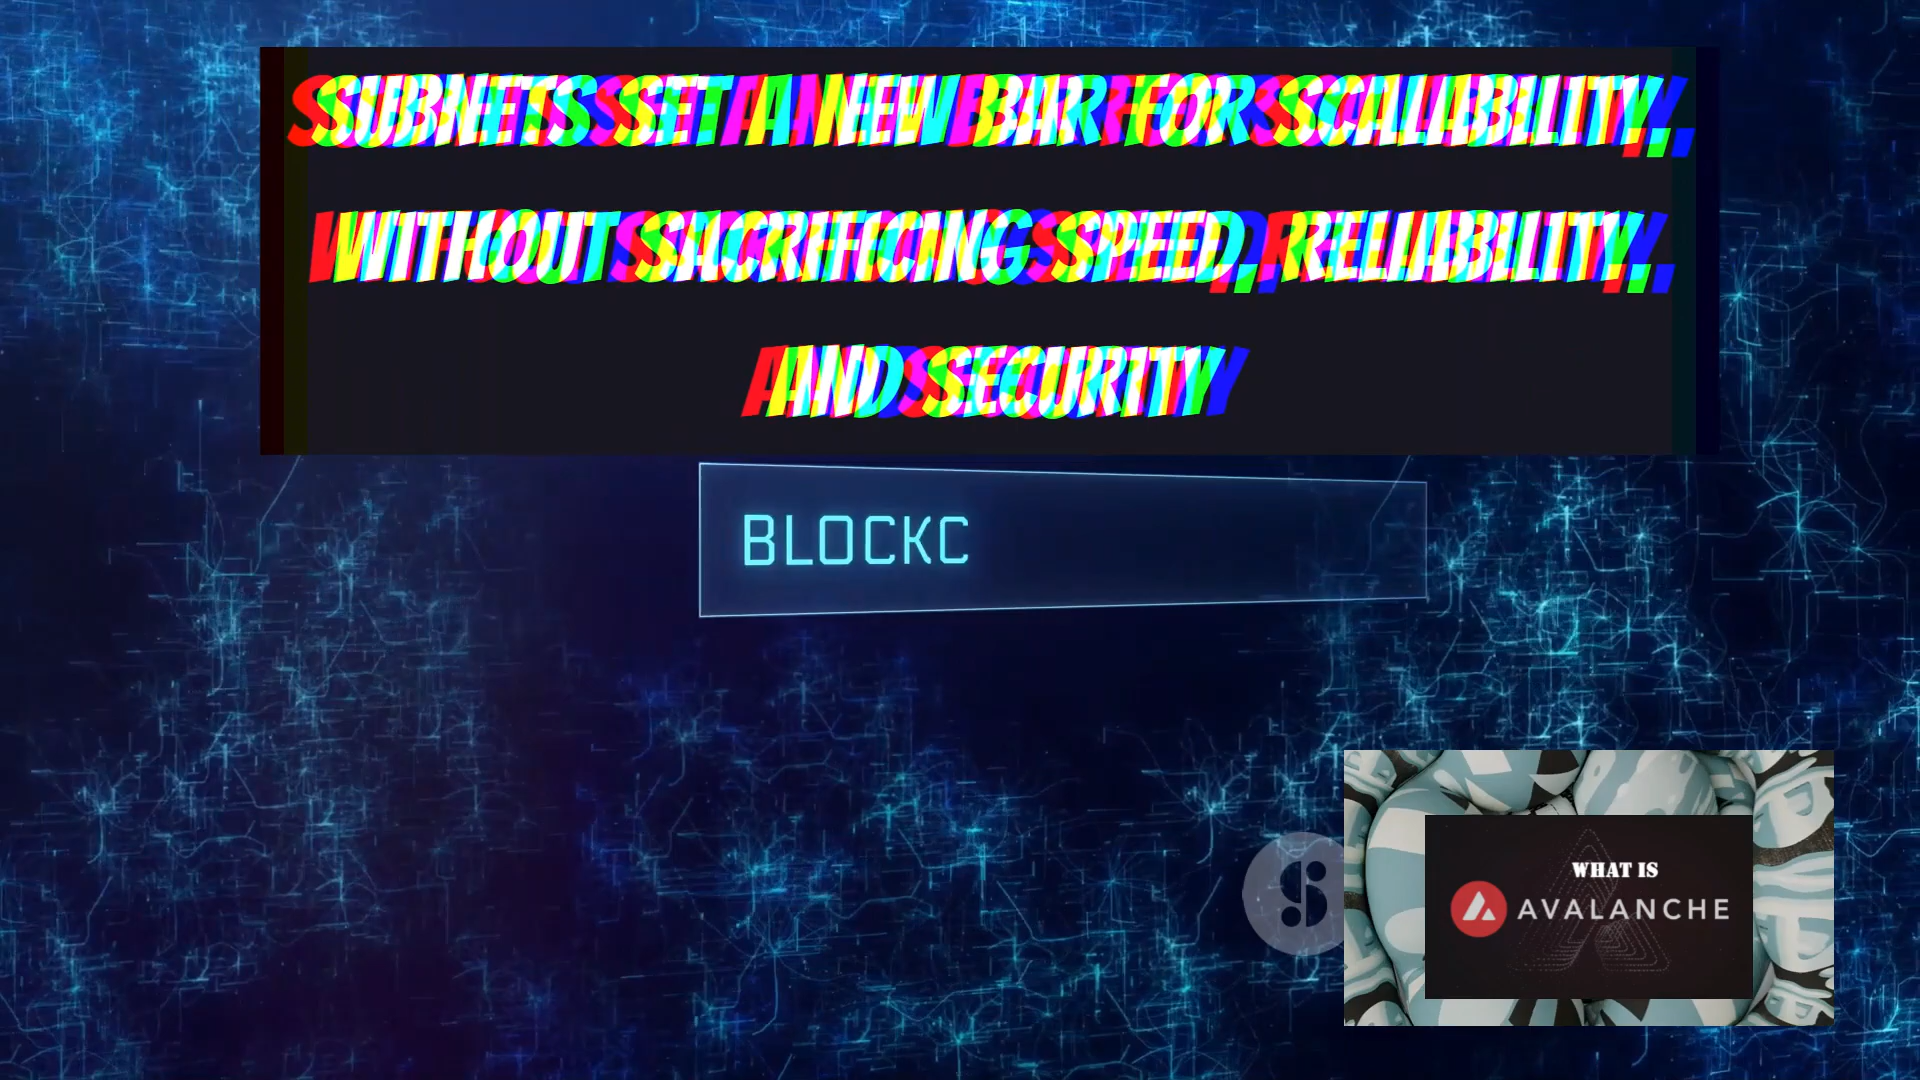 SUBNETS SET A NEW BAR FOR SCALABILITY,
WITHOUT SACRIFICING SPEED, RELIABILITY,
AND SECURITY
BLOCKC
WHAT IS
AVALANCHE